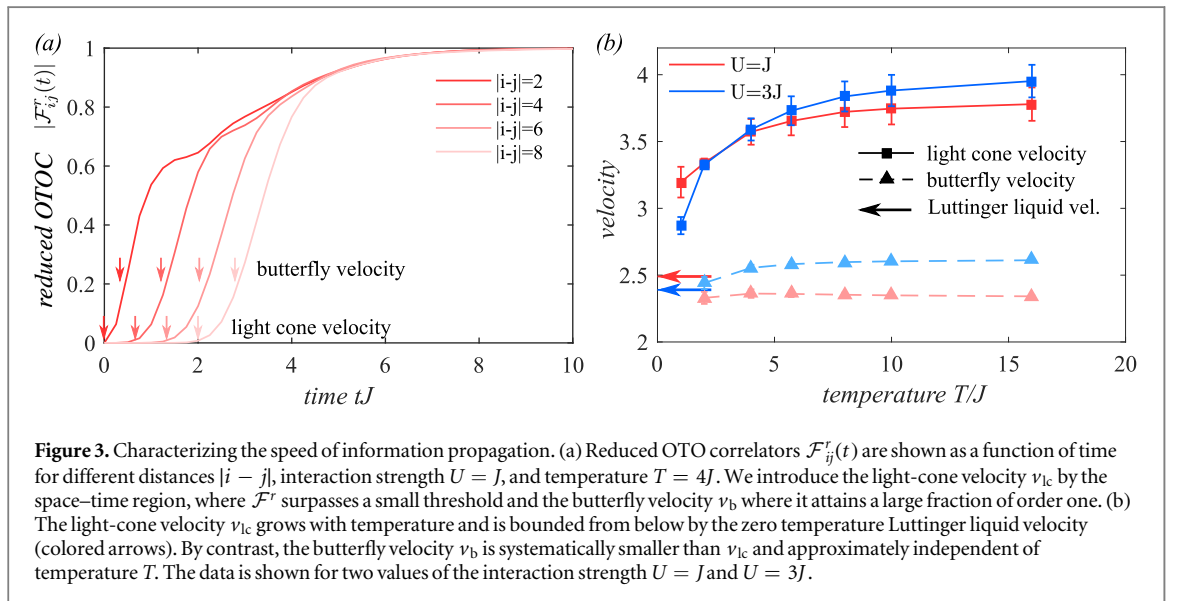 (a)
1
0.8
0.6
0.4
0.2
0
reduced OTOC |ℱʳᵢⱼ(t)|
|i-j|=2
|i-j|=4
|i-j|=6
|i-j|=8
butterfly velocity
light cone velocity
0 2 4 6 8 10
time tJ
(b)
4
3.5
3
2.5
2
velocity
U=J
U=3J
light cone velocity
butterfly velocity
Luttinger liquid vel.
0 5 10 15 20
temperature T/J
Figure 3. Characterizing the speed of information propagation. (a) Reduced OTO correlators ℱʳᵢⱼ(t) are shown as a function of time
for different distances |i − j|, interaction strength U = J, and temperature T = 4J. We introduce the light-cone velocity v_lc by the
space–time region, where ℱʳ surpasses a small threshold and the butterfly velocity v_b where it attains a large fraction of order one. (b)
The light-cone velocity v_lc grows with temperature and is bounded from below by the zero temperature Luttinger liquid velocity
(colored arrows). By contrast, the butterfly velocity v_b is systematically smaller than v_lc and approximately independent of
temperature T. The data is shown for two values of the interaction strength U = J and U = 3J.